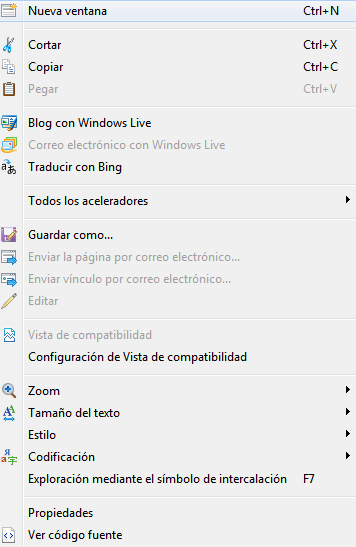 Nueva ventana Ctrl+N
Cortar Ctrl+X
Copiar Ctrl+C
Pegar Ctrl+V
Blog con Windows Live
Correo electrónico con Windows Live
Traducir con Bing
Todos los aceleradores
Guardar como...
Enviar la página por correo electrónico...
Enviar vínculo por correo electrónico...
Editar
Vista de compatibilidad
Configuración de Vista de compatibilidad
Zoom
Tamaño del texto
Estilo
Codificación
Exploración mediante el símbolo de intercalación F7
Propiedades
Ver código fuente